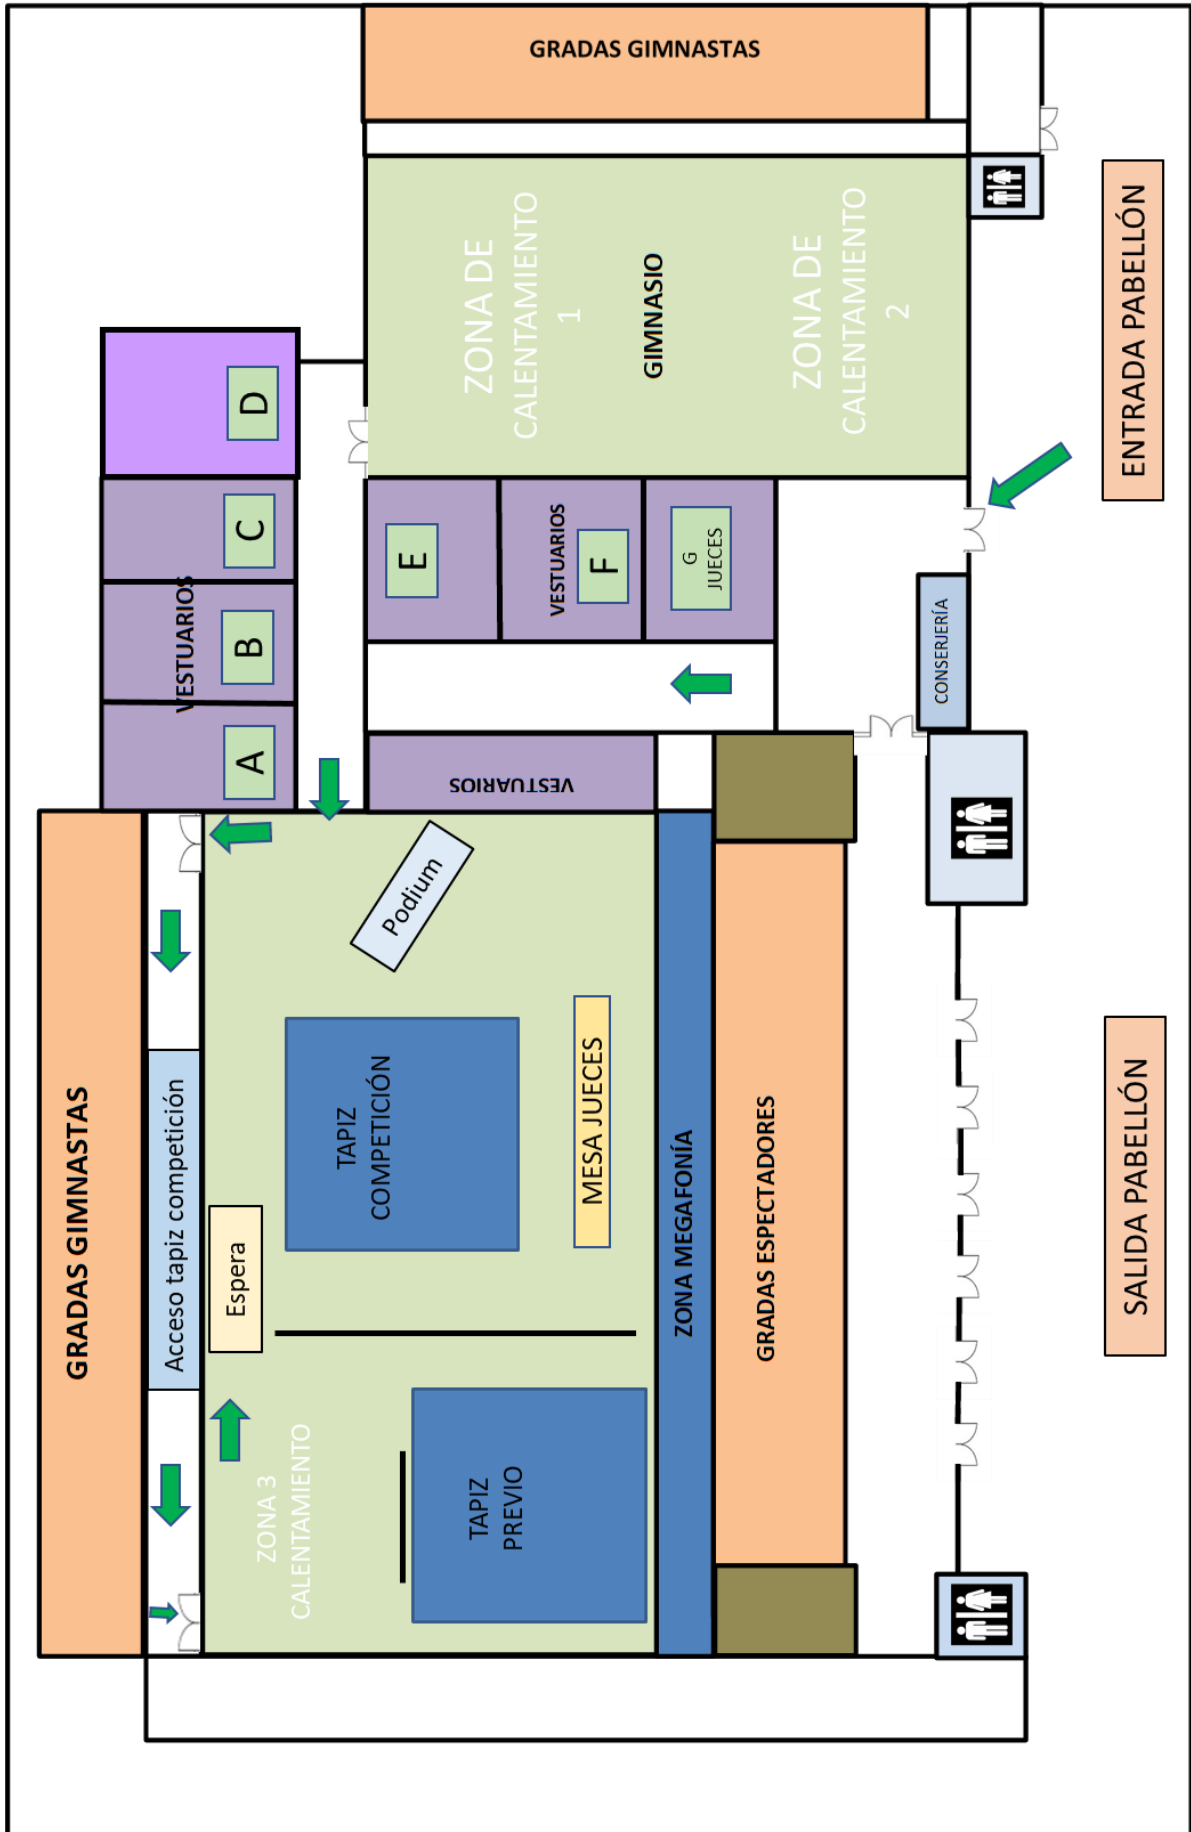 GRADAS GIMNASTAS
ZONA DE
CALENTAMIENTO
1
GIMNASIO
ZONA DE
CALENTAMIENTO
2
ENTRADA PABELLÓN
D
C
B
A
VESTUARIOS
E
VESTUARIOS
F
G
JUECES
CONSERJERÍA
VESTUARIOS
Podium
GRADAS GIMNASTAS
Acceso tapiz competición
Espera
TAPIZ
COMPETICIÓN
MESA JUECES
ZONA MEGAFONÍA
GRADAS ESPECTADORES
SALIDA PABELLÓN
ZONA 3
CALENTAMIENTO
TAPIZ
PREVIO